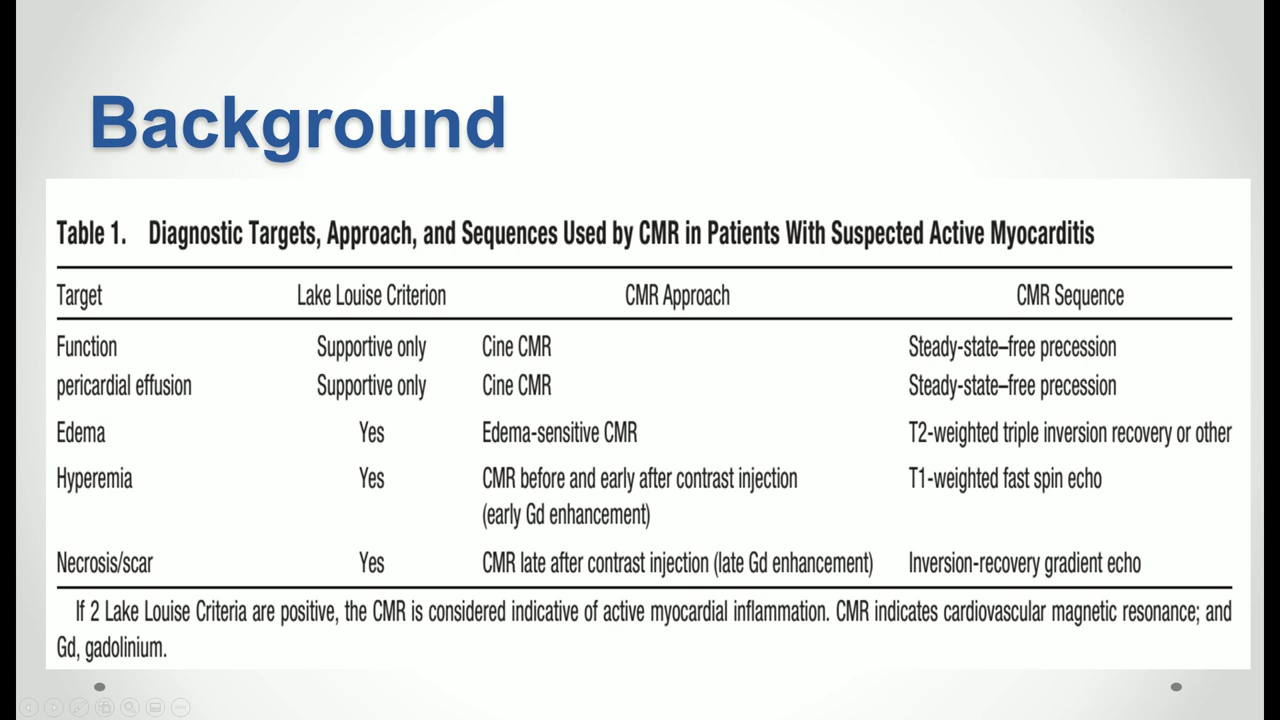 Background
Table 1. Diagnostic Targets, Approach, and Sequences Used by CMR in Patients With Suspected Active Myocarditis
Target Lake Louise Criterion CMR Approach CMR Sequence
Function Supportive only Cine CMR Steady-state–free precession
pericardial effusion Supportive only Cine CMR Steady-state–free precession
Edema Yes Edema-sensitive CMR T2-weighted triple inversion recovery or other
Hyperemia Yes CMR before and early after contrast injection T1-weighted fast spin echo
(early Gd enhancement)
Necrosis/scar Yes CMR late after contrast injection (late Gd enhancement) Inversion-recovery gradient echo
If 2 Lake Louise Criteria are positive, the CMR is considered indicative of active myocardial inflammation. CMR indicates cardiovascular magnetic resonance; and
Gd, gadolinium.